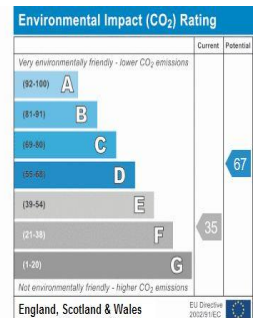 Environmental Impact (CO2) Rating
Current Potential
Very environmentally friendly - lower CO2 emissions
(92-100) A
(81-91) B
(69-80) C
(55-68) D
67
(39-54) E
(21-38) F
35
(1-20) G
Not environmentally friendly - higher CO2 emissions
England, Scotland & Wales
EU Directive
2002/91/EC